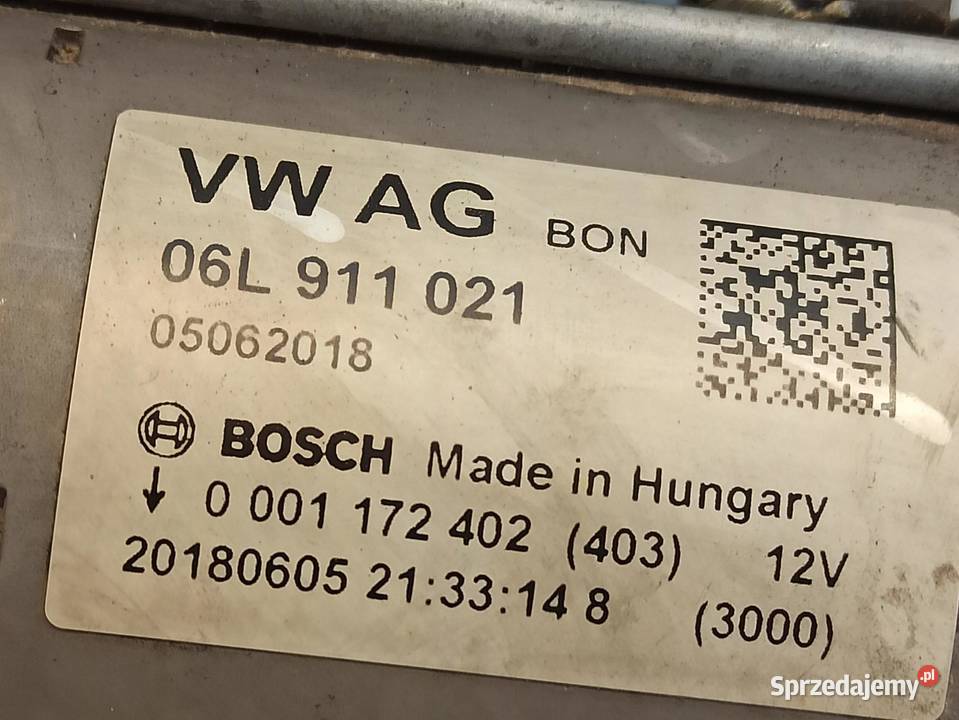 VW AG BON
06L 911 021
05062018
BOSCH Made in Hungary
↓ 0 001 172 402 (403) 12V
20180605 21:33:14 8 (3000)
Sprzedajemy.pl